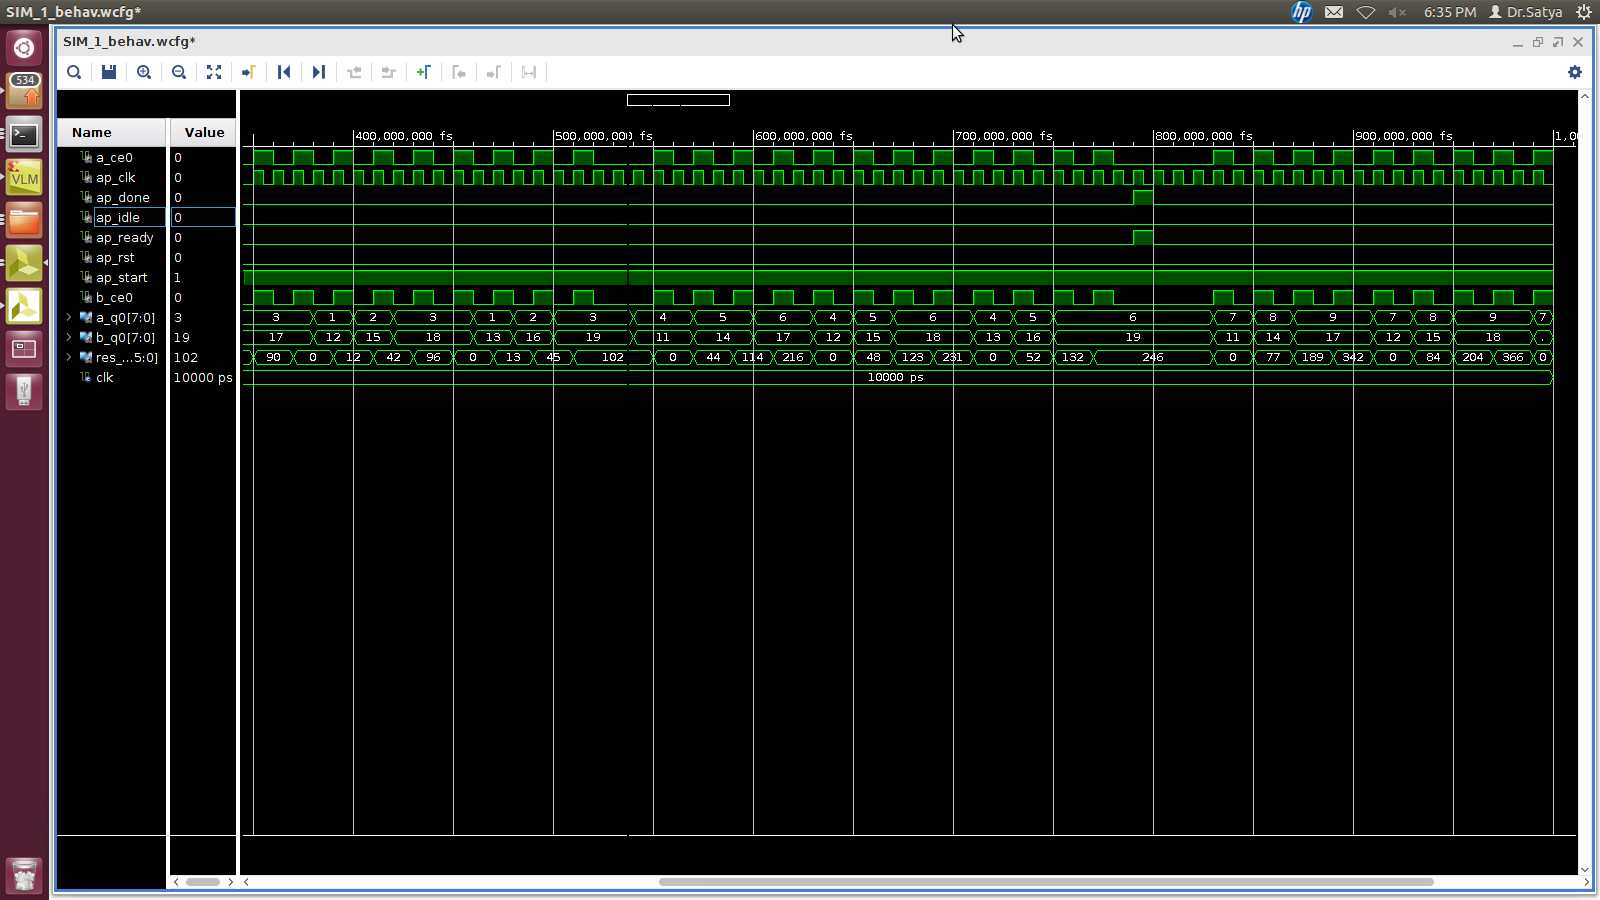 SIM_1_behav.wcfg*
6:35 PM Dr.Satya
SIM_1_behav.wcfg*
534
VLM
Name Value
400,000,000 fs 500,000,000 fs 600,000,000 fs 700,000,000 fs 800,000,000 fs 900,000,000 fs
a_ce0 0
ap_clk 0
ap_done 0
ap_idle 0
ap_ready 0
ap_rst 0
ap_start 1
b_ce0 0
a_q0[7:0] 3 3 1 2 3 1 2 3 4 5 6 4 5 6 4 5 6 7 8 9 7 8 9 7
b_q0[7:0] 19 17 12 15 18 13 16 19 11 14 17 12 15 18 13 16 19 11 14 17 12 15 18 .
res_...5:0] 102 90 0 12 42 96 0 13 45 102 0 44 114 216 0 48 123 231 0 52 132 246 0 77 189 342 0 84 204 366 0
clk 10000 ps 10000 ps